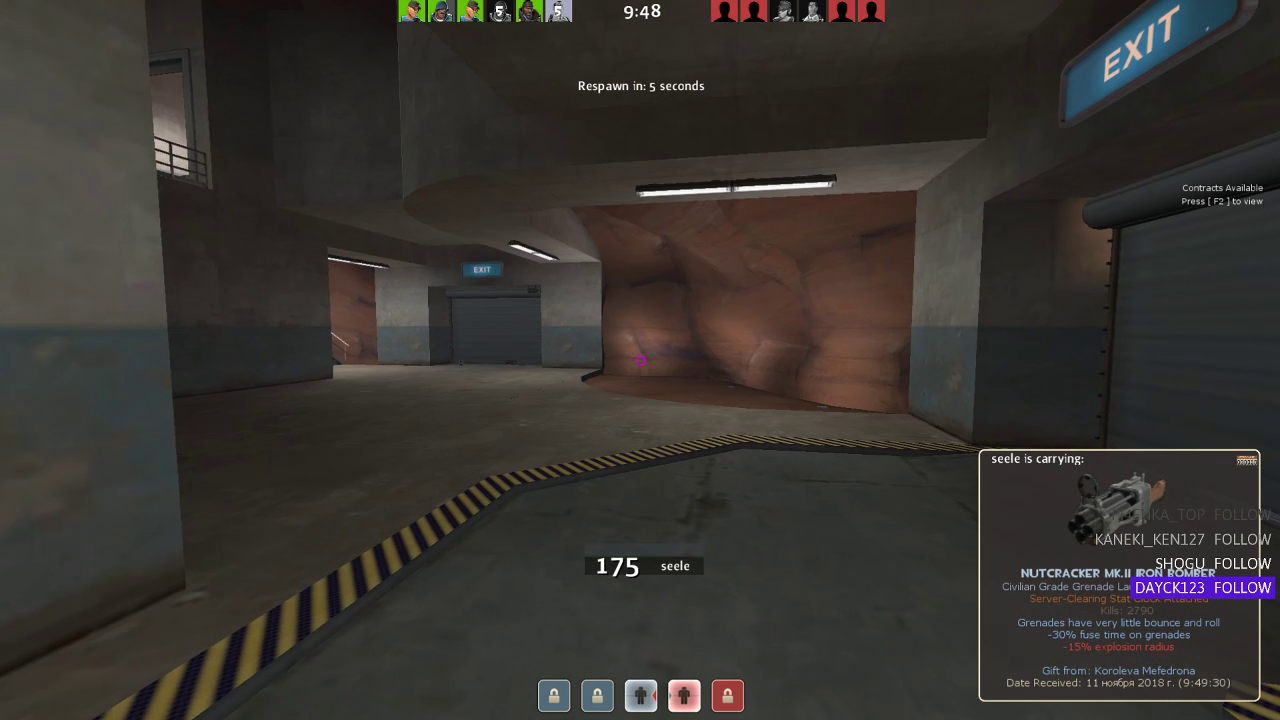 5
5
9:48
EXIT
Respawn in: 5 seconds
Contracts Available
Press [ F2 ] to view
EXIT
seele is carrying:
KA_TOP FOLLOW
KANEKI_KEN127 FOLLOW
SHOGU FOLLOW
NUTCRACKER MK.II IRON BOMBER
175 seele
Civilian Grade Grenade
DAYCK123 FOLLOW
Server-Clearing Stat Clock Attached
Kills: 2790
Grenades have very little bounce and roll
-30% fuse time on grenades
-15% explosion radius
Gift from: Koroleva Mefedrona
Date Received: 11 ноября 2018 г. (9:49:30)